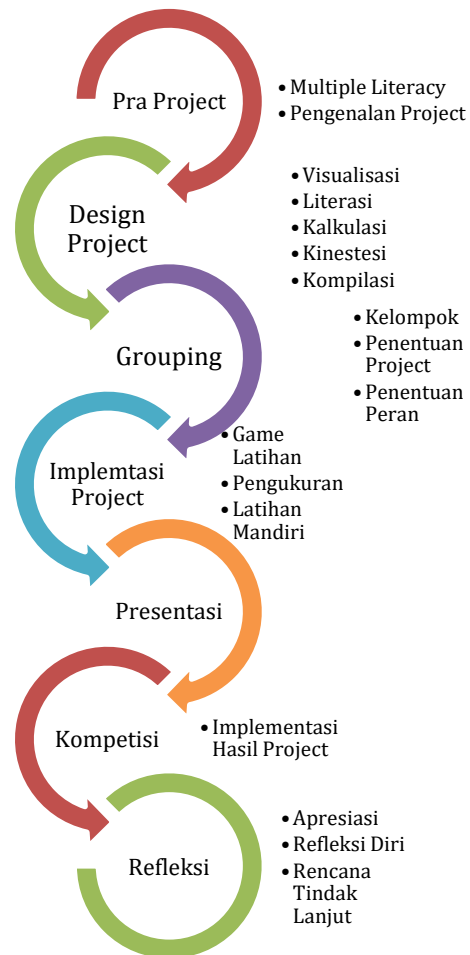 Pra Project
• Multiple Literacy
• Pengenalan Project
Design
Project
• Visualisasi
• Literasi
• Kalkulasi
• Kinestesi
• Kompilasi
Grouping
• Kelompok
• Penentuan
Project
• Penentuan
Peran
Implemtasi
Project
• Game
Latihan
• Pengukuran
• Latihan
Mandiri
Presentasi
Kompetisi
• Implementasi
Hasil Project
Refleksi
• Apresiasi
• Refleksi Diri
• Rencana
Tindak
Lanjut